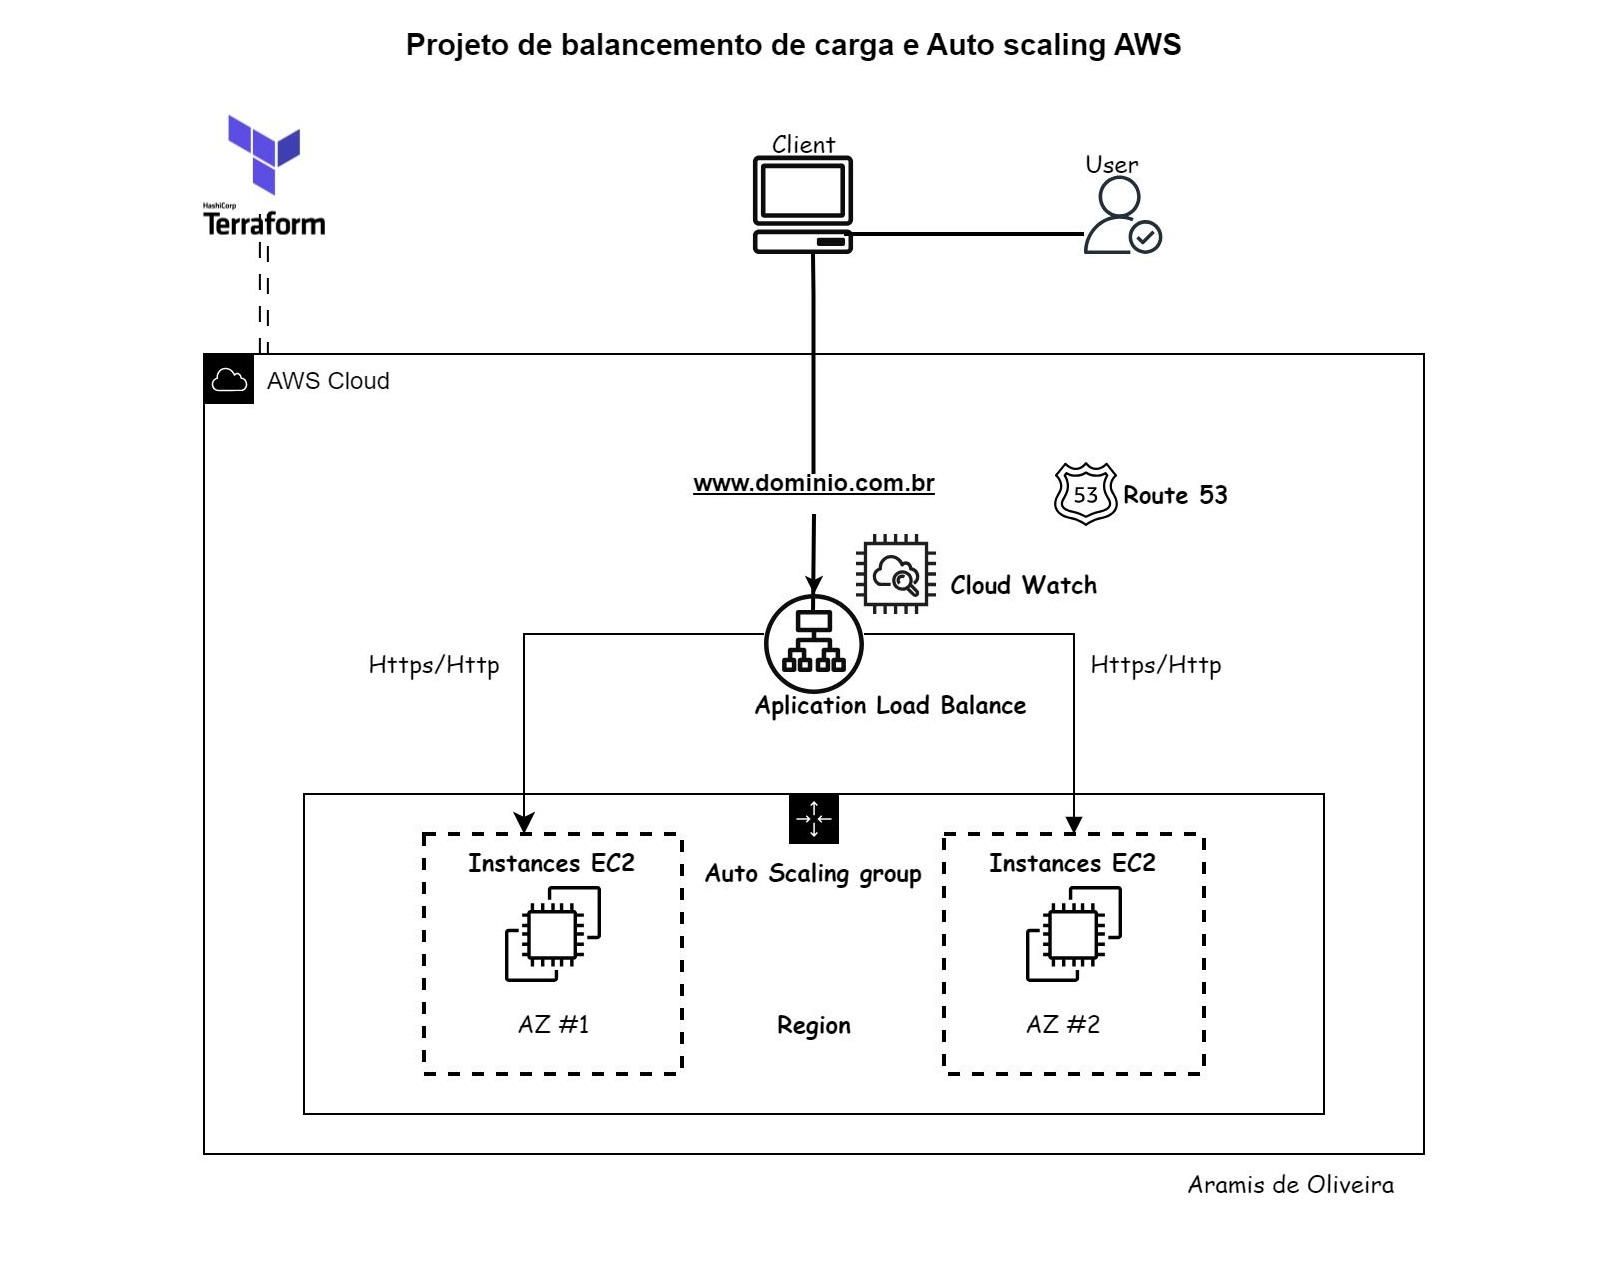 Projeto de balancemento de carga e Auto scaling AWS
Client
User
HashiCorp
Terraform
AWS Cloud
www.dominio.com.br
53
Route 53
Cloud Watch
Https/Http
Https/Http
Aplication Load Balance
Instances EC2
Auto Scaling group
Instances EC2
AZ #1
Region
AZ #2
Aramis de Oliveira